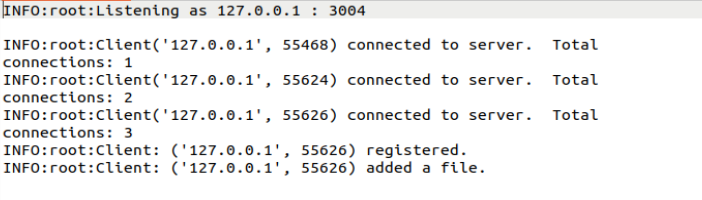 INFO:root:Listening as 127.0.0.1 : 3004
INFO:root:Client('127.0.0.1', 55468) connected to server.  Total
connections: 1
INFO:root:Client('127.0.0.1', 55624) connected to server.  Total
connections: 2
INFO:root:Client('127.0.0.1', 55626) connected to server.  Total
connections: 3
INFO:root:Client: ('127.0.0.1', 55626) registered.
INFO:root:Client: ('127.0.0.1', 55626) added a file.